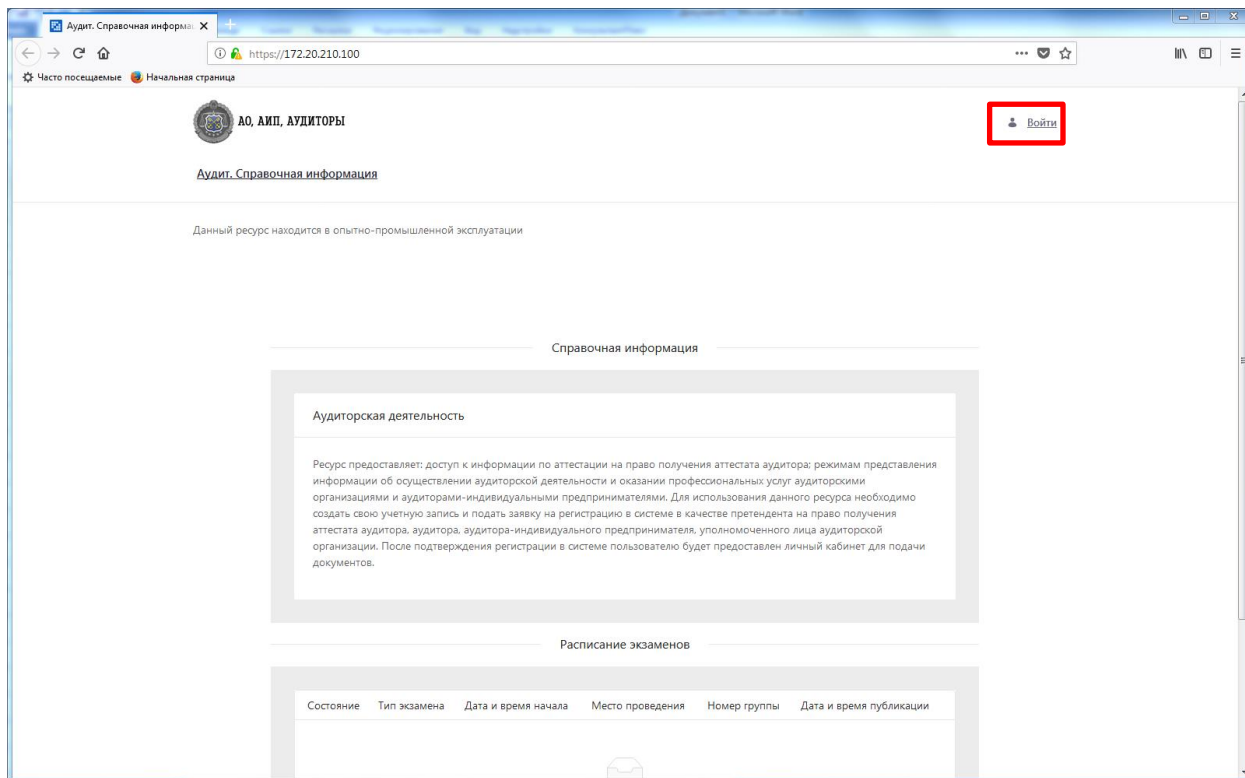 Аудит. Справочная информац
https://172.20.210.100
Часто посещаемые Начальная страница
АО, АИП, АУДИТОРЫ
Войти
Аудит. Справочная информация
Данный ресурс находится в опытно-промышленной эксплуатации
Справочная информация
Аудиторская деятельность
Ресурс предоставляет: доступ к информации по аттестации на право получения аттестата аудитора; режимам представления
информации об осуществлении аудиторской деятельности и оказании профессиональных услуг аудиторскими
организациями и аудиторами-индивидуальными предпринимателями. Для использования данного ресурса необходимо
создать свою учетную запись и подать заявку на регистрацию в системе в качестве претендента на право получения
аттестата аудитора, аудитора, аудитора-индивидуального предпринимателя, уполномоченного лица аудиторской
организации. После подтверждения регистрации в системе пользователю будет предоставлен личный кабинет для подачи
документов.
Расписание экзаменов
Состояние Тип экзамена Дата и время начала Место проведения Номер группы Дата и время публикации